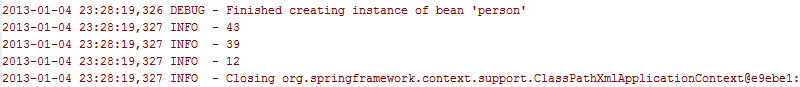 2013-01-04 23:28:19,326 DEBUG - Finished creating instance of bean 'person'
2013-01-04 23:28:19,327 INFO  - 43
2013-01-04 23:28:19,327 INFO  - 39
2013-01-04 23:28:19,327 INFO  - 12
2013-01-04 23:28:19,327 INFO  - Closing org.springframework.context.support.ClassPathXmlApplicationContext@e9ebe1: